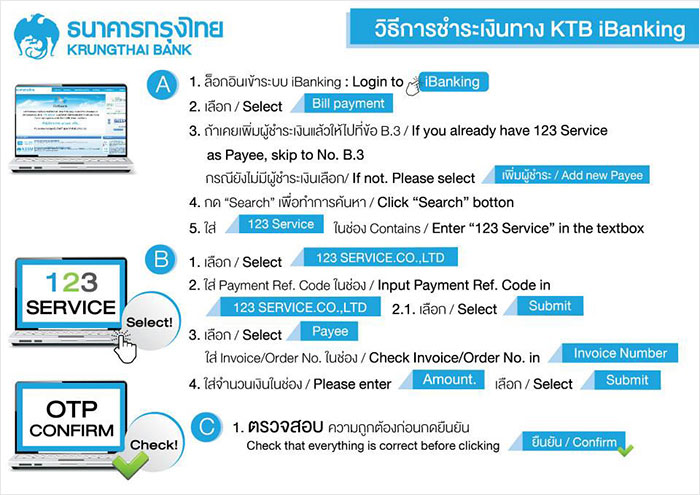 ธนาคารกรุงไทย
KRUNGTHAI BANK
วิธีการชำระเงินทาง KTB iBanking
A
1. ล็อกอินเข้าระบบ iBanking : Login to iBanking
2. เลือก / Select Bill payment
3. ถ้าเคยเพิ่มผู้ชำระเงินแล้วให้ไปที่ข้อ B.3 / If you already have 123 Service
as Payee, skip to No. B.3
กรณียังไม่มีผู้ชำระเงินเลือก/ If not. Please select เพิ่มผู้ชำระ / Add new Payee
4. กด “Search” เพื่อทำการค้นหา / Click “Search” botton
5. ใส่ 123 Service ในช่อง Contains / Enter “123 Service” in the textbox
123
SERVICE
Select!
B
1. เลือก / Select 123 SERVICE.CO.,LTD
2. ใส่ Payment Ref. Code ในช่อง / Input Payment Ref. Code in
123 SERVICE.CO.,LTD 2.1. เลือก / Select Submit
3. เลือก / Select Payee
ใส่ Invoice/Order No. ในช่อง / Check Invoice/Order No. in Invoice Number
4. ใส่จำนวนเงินในช่อง / Please enter Amount. เลือก / Select Submit
OTP
CONFIRM
Check!
C
1. ตรวจสอบ ความถูกต้องก่อนกดยืนยัน
Check that everything is correct before clicking ยืนยัน / Confirm